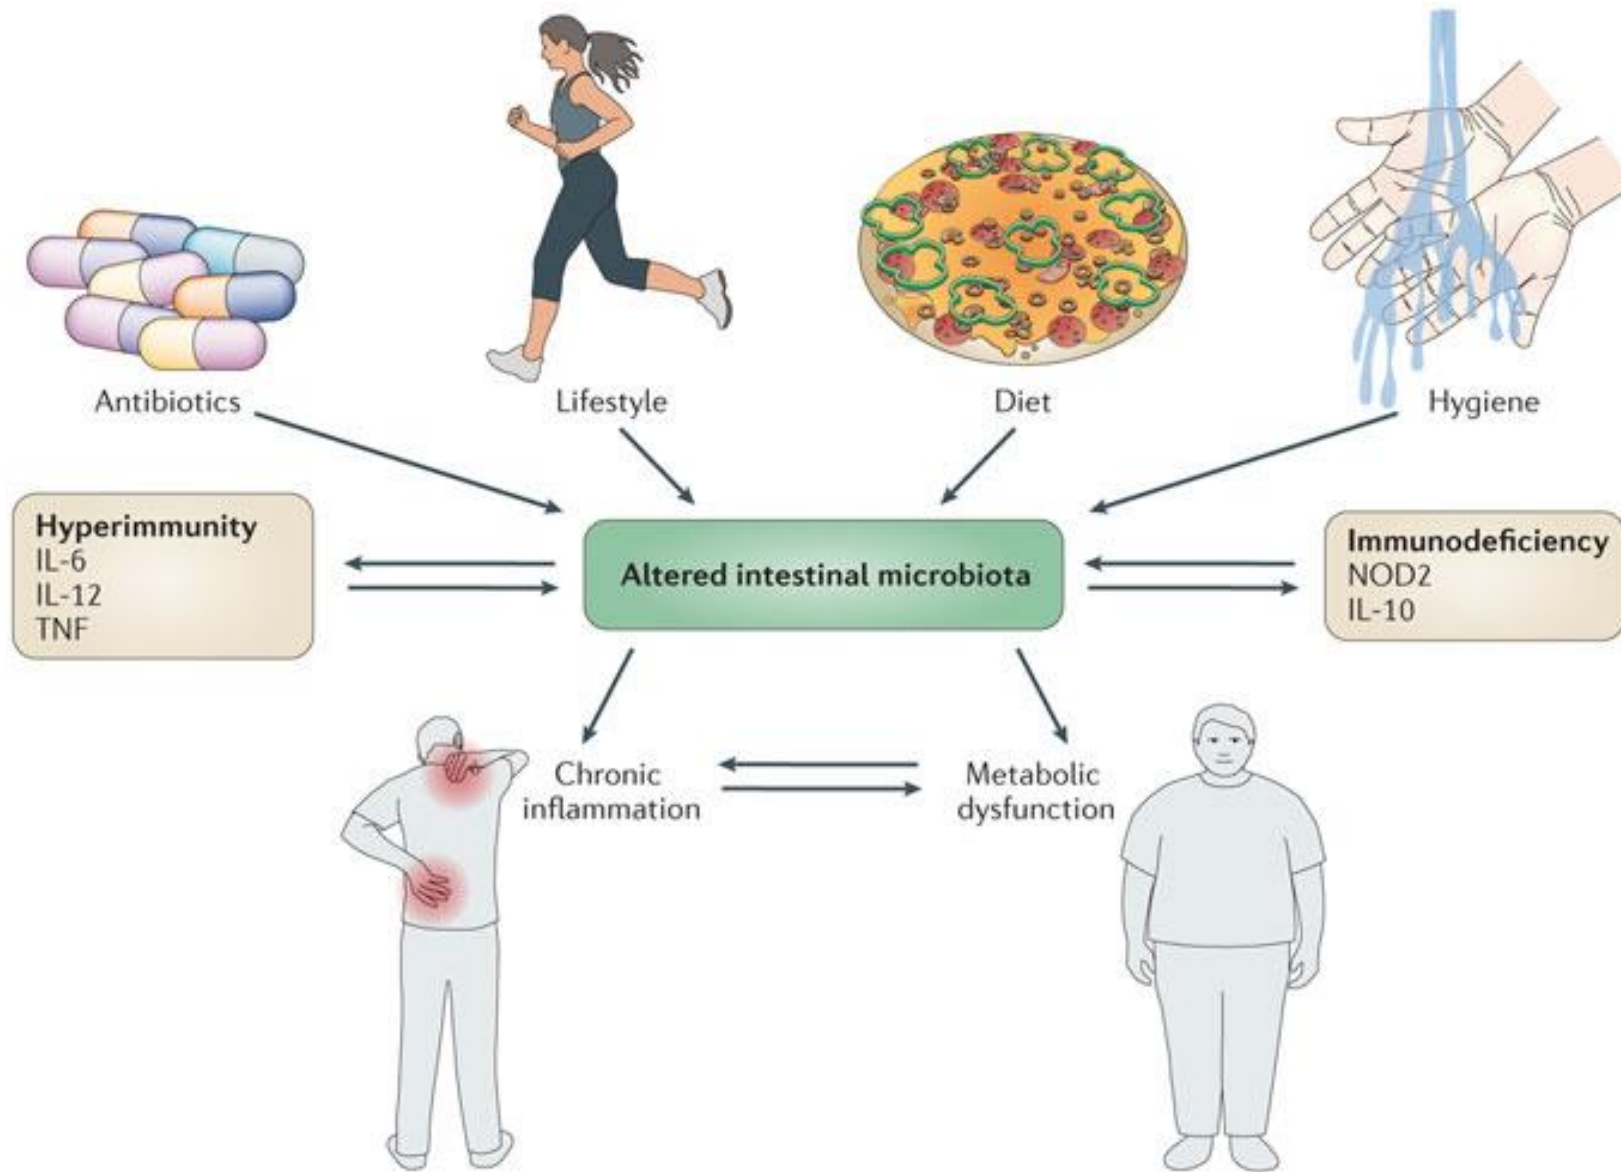 Antibiotics
Lifestyle
Diet
Hygiene
Hyperimmunity
IL-6
IL-12
TNF
Altered intestinal microbiota
Immunodeficiency
NOD2
IL-10
Chronic
inflammation
Metabolic
dysfunction